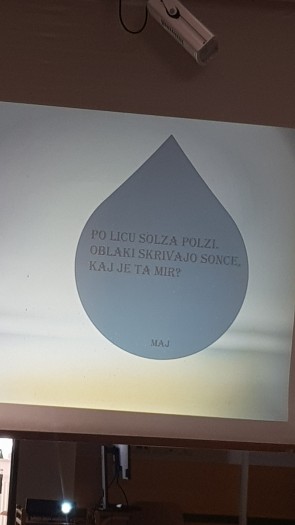 PO LICU SOLZA POLZI.
OBLAKI SKRIVAJO SONCE.
KAJ JE TA MIR?
MAJ